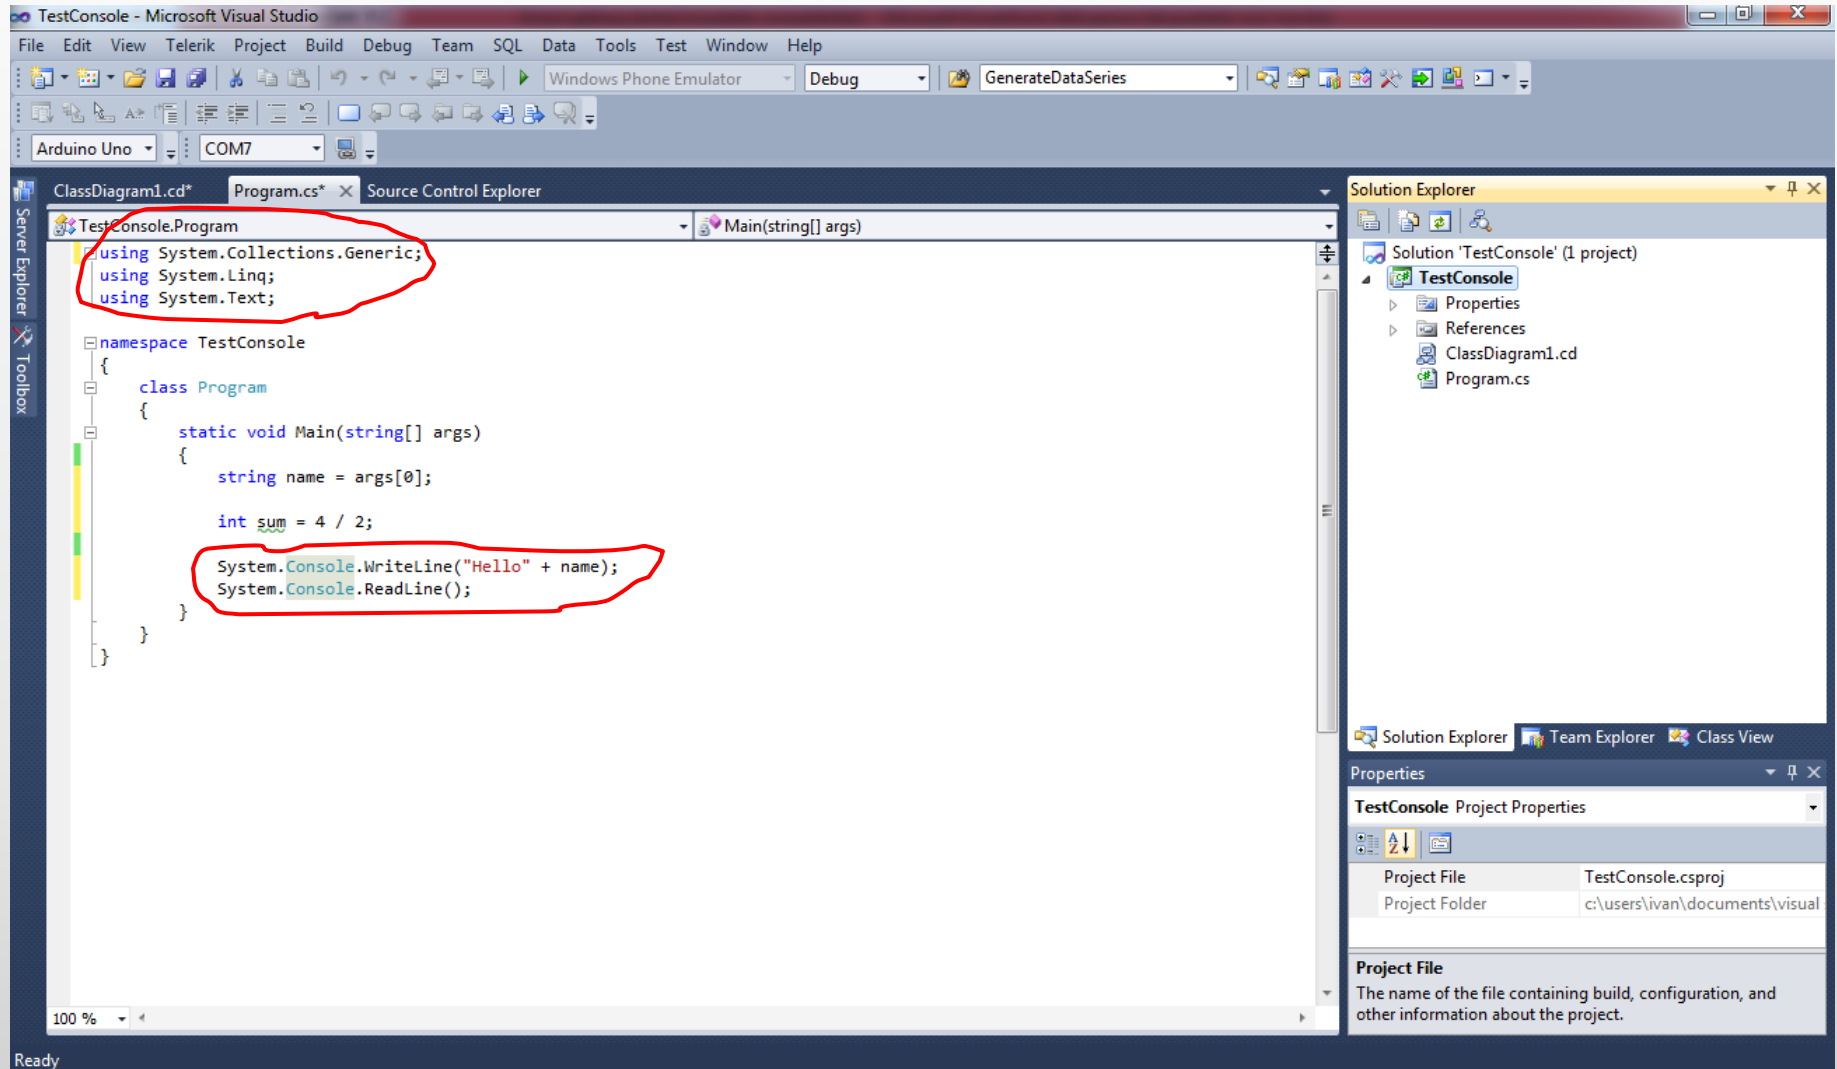 TestConsole - Microsoft Visual Studio
File Edit View Telerik Project Build Debug Team SQL Data Tools Test Window Help
Windows Phone Emulator Debug GenerateDataSeries
Arduino Uno COM7
Server Explorer
Toolbox
ClassDiagram1.cd* Program.cs* Source Control Explorer
TestConsole.Program Main(string[] args)
using System.Collections.Generic;
using System.Linq;
using System.Text;
namespace TestConsole
{
class Program
{
static void Main(string[] args)
{
string name = args[0];
int sum = 4 / 2;
System.Console.WriteLine("Hello" + name);
System.Console.ReadLine();
}
}
}
100 %
Solution Explorer
Solution 'TestConsole' (1 project)
TestConsole
Properties
References
ClassDiagram1.cd
Program.cs
Solution Explorer Team Explorer Class View
Properties
TestConsole Project Properties
Project File TestConsole.csproj
Project Folder c:\users\ivan\documents\visual
Project File
The name of the file containing build, configuration, and
other information about the project.
Ready